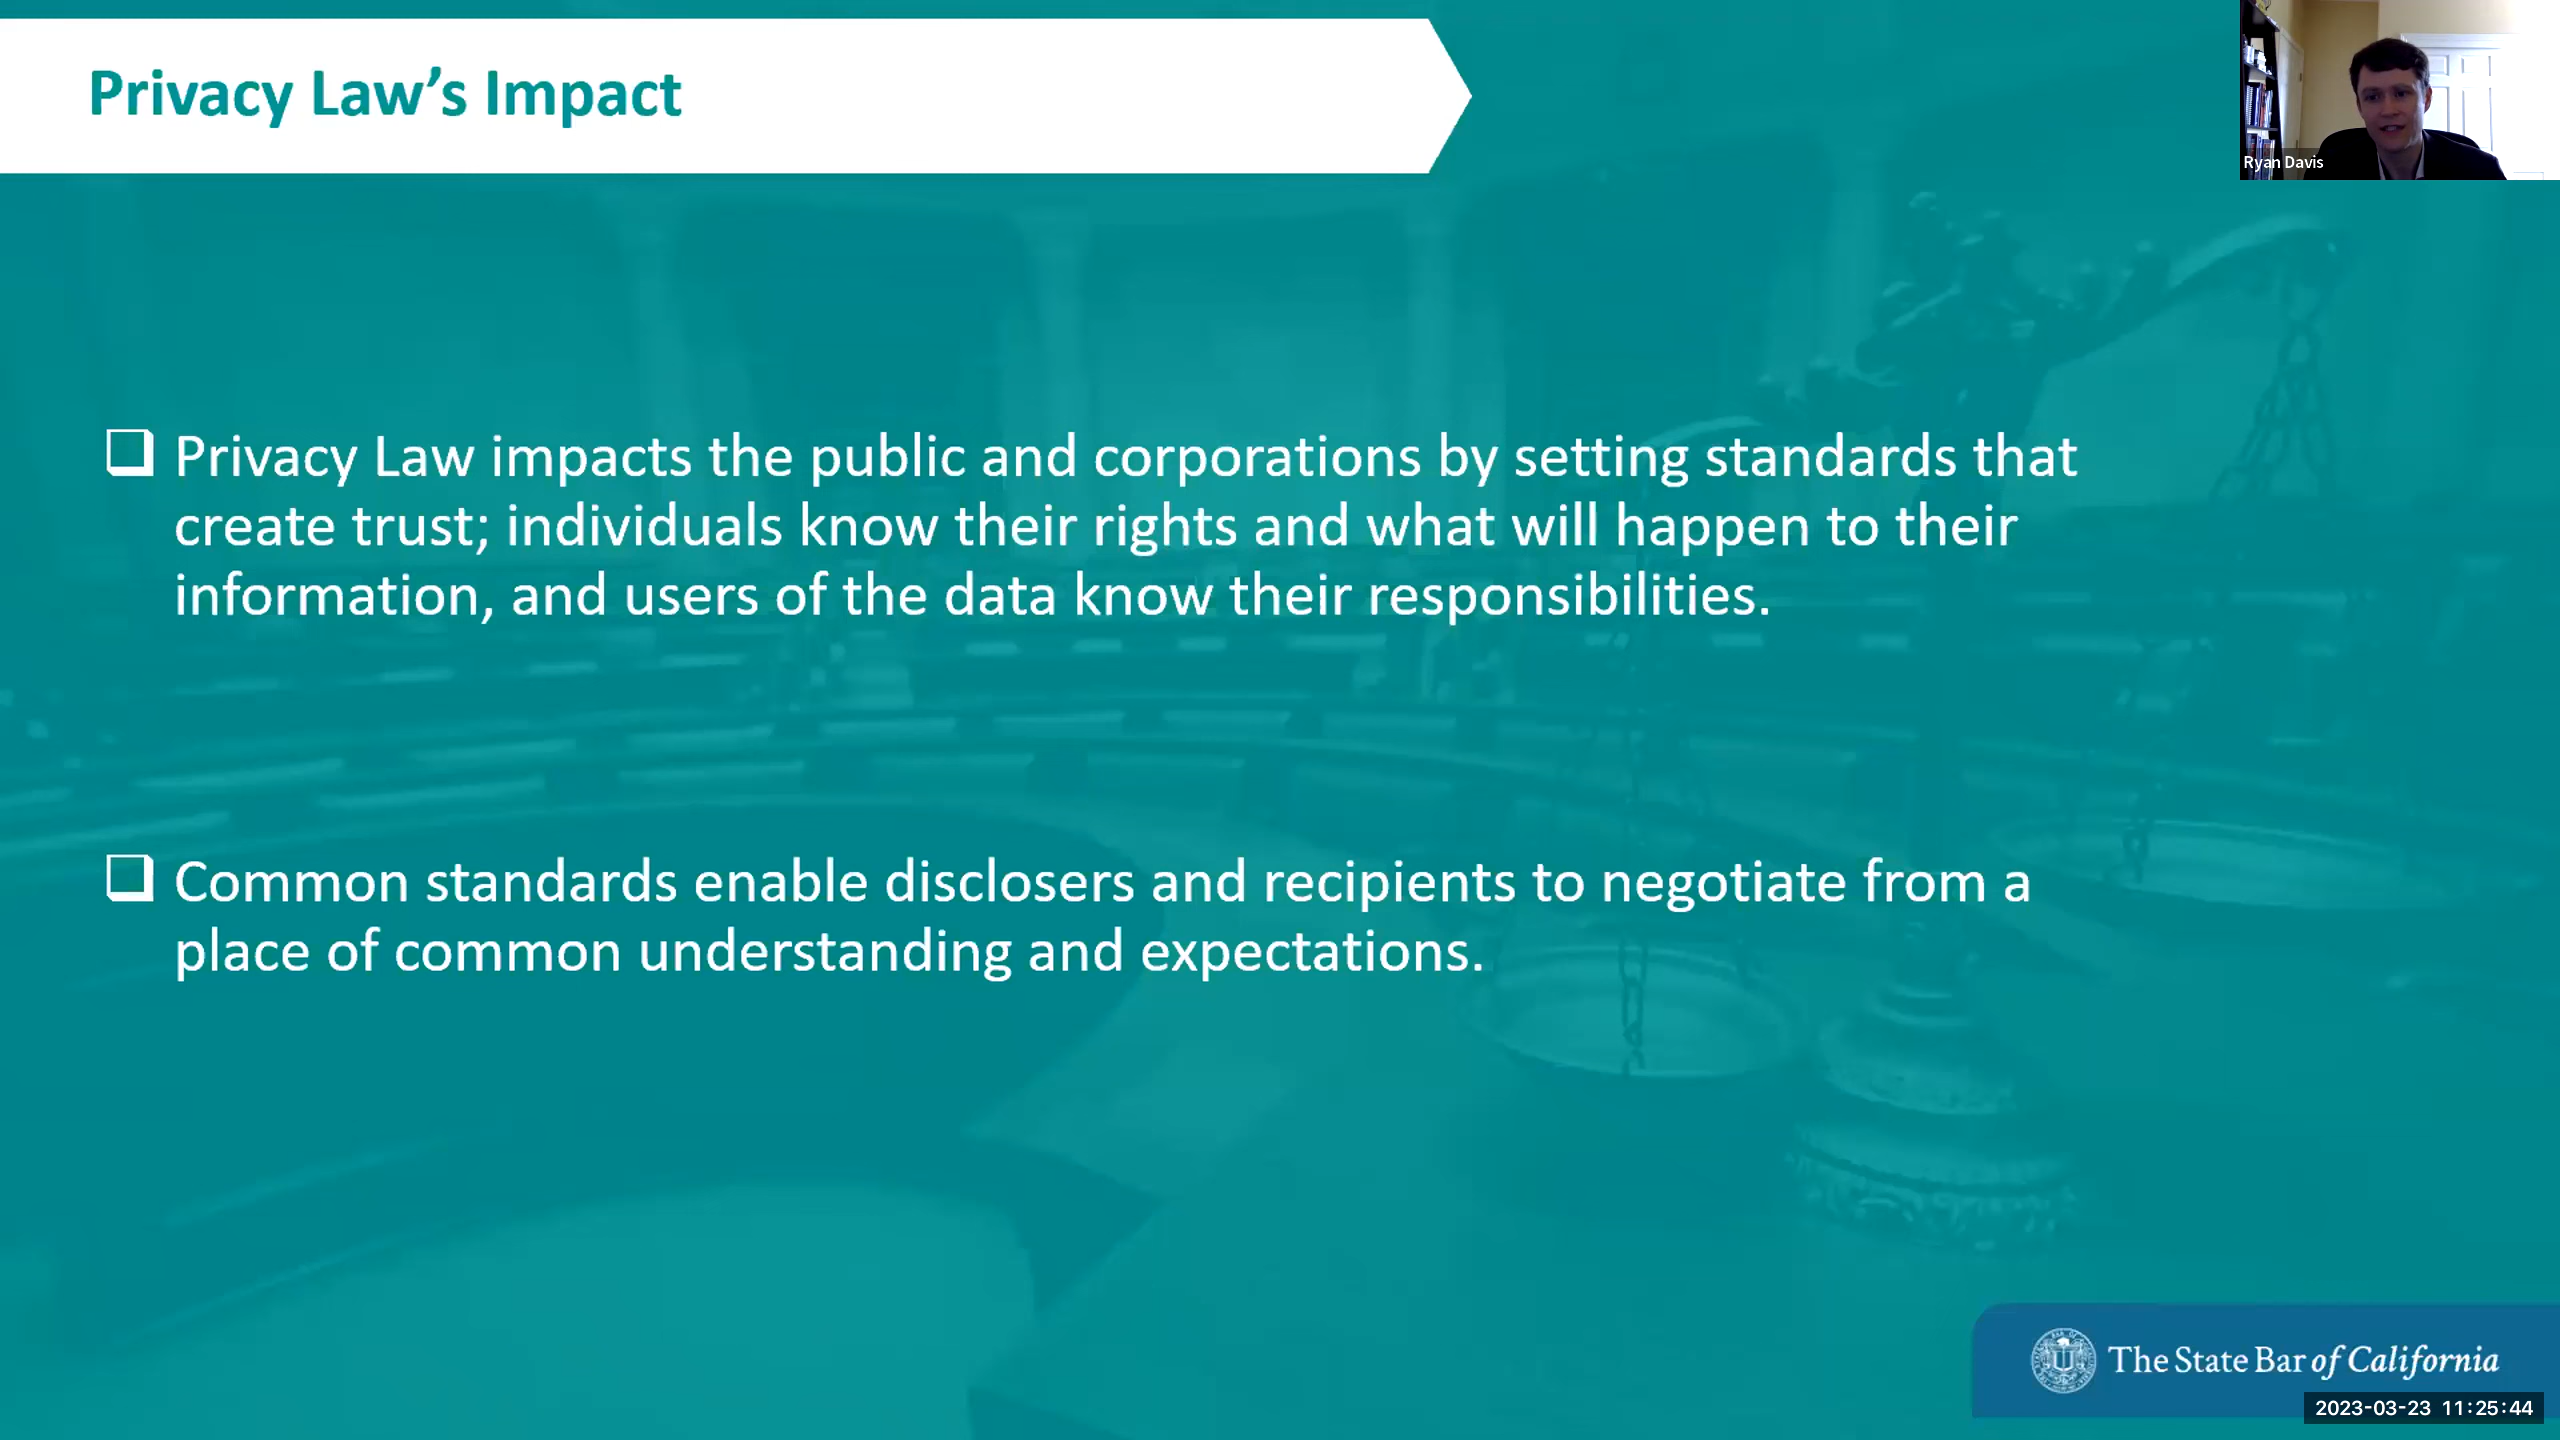 Privacy Law’s Impact
Ryan Davis
Privacy Law impacts the public and corporations by setting standards that
create trust; individuals know their rights and what will happen to their
information, and users of the data know their responsibilities.
Common standards enable disclosers and recipients to negotiate from a
place of common understanding and expectations.
The State Bar of California
2023-03-23 11:25:44